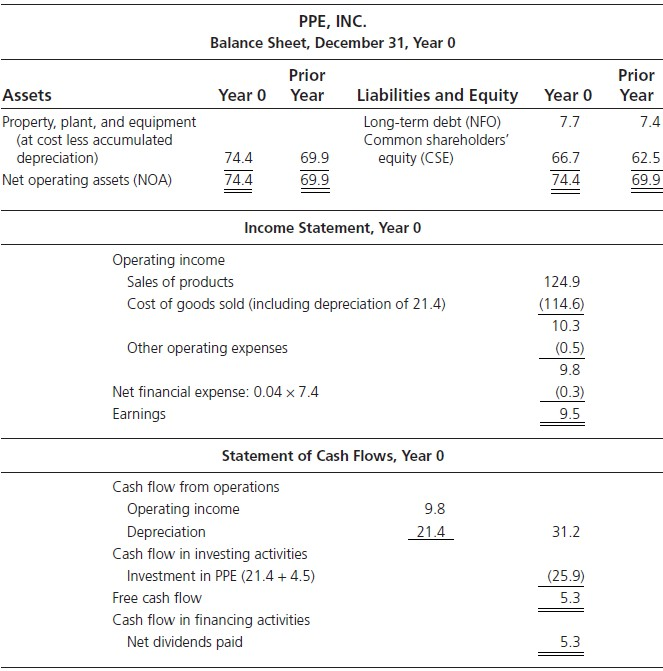 PPE, INC.
Balance Sheet, December 31, Year 0
Prior Prior
Assets Year 0 Year Liabilities and Equity Year 0 Year
Property, plant, and equipment Long-term debt (NFO) 7.7 7.4
(at cost less accumulated Common shareholders’
depreciation) 74.4 69.9 equity (CSE) 66.7 62.5
Net operating assets (NOA) 74.4 69.9 74.4 69.9
Income Statement, Year 0
Operating income
Sales of products 124.9
Cost of goods sold (including depreciation of 21.4) (114.6)
10.3
Other operating expenses (0.5)
9.8
Net financial expense: 0.04 × 7.4 (0.3)
Earnings 9.5
Statement of Cash Flows, Year 0
Cash flow from operations
Operating income 9.8
Depreciation 21.4 31.2
Cash flow in investing activities
Investment in PPE (21.4 + 4.5) (25.9)
Free cash flow 5.3
Cash flow in financing activities
Net dividends paid 5.3